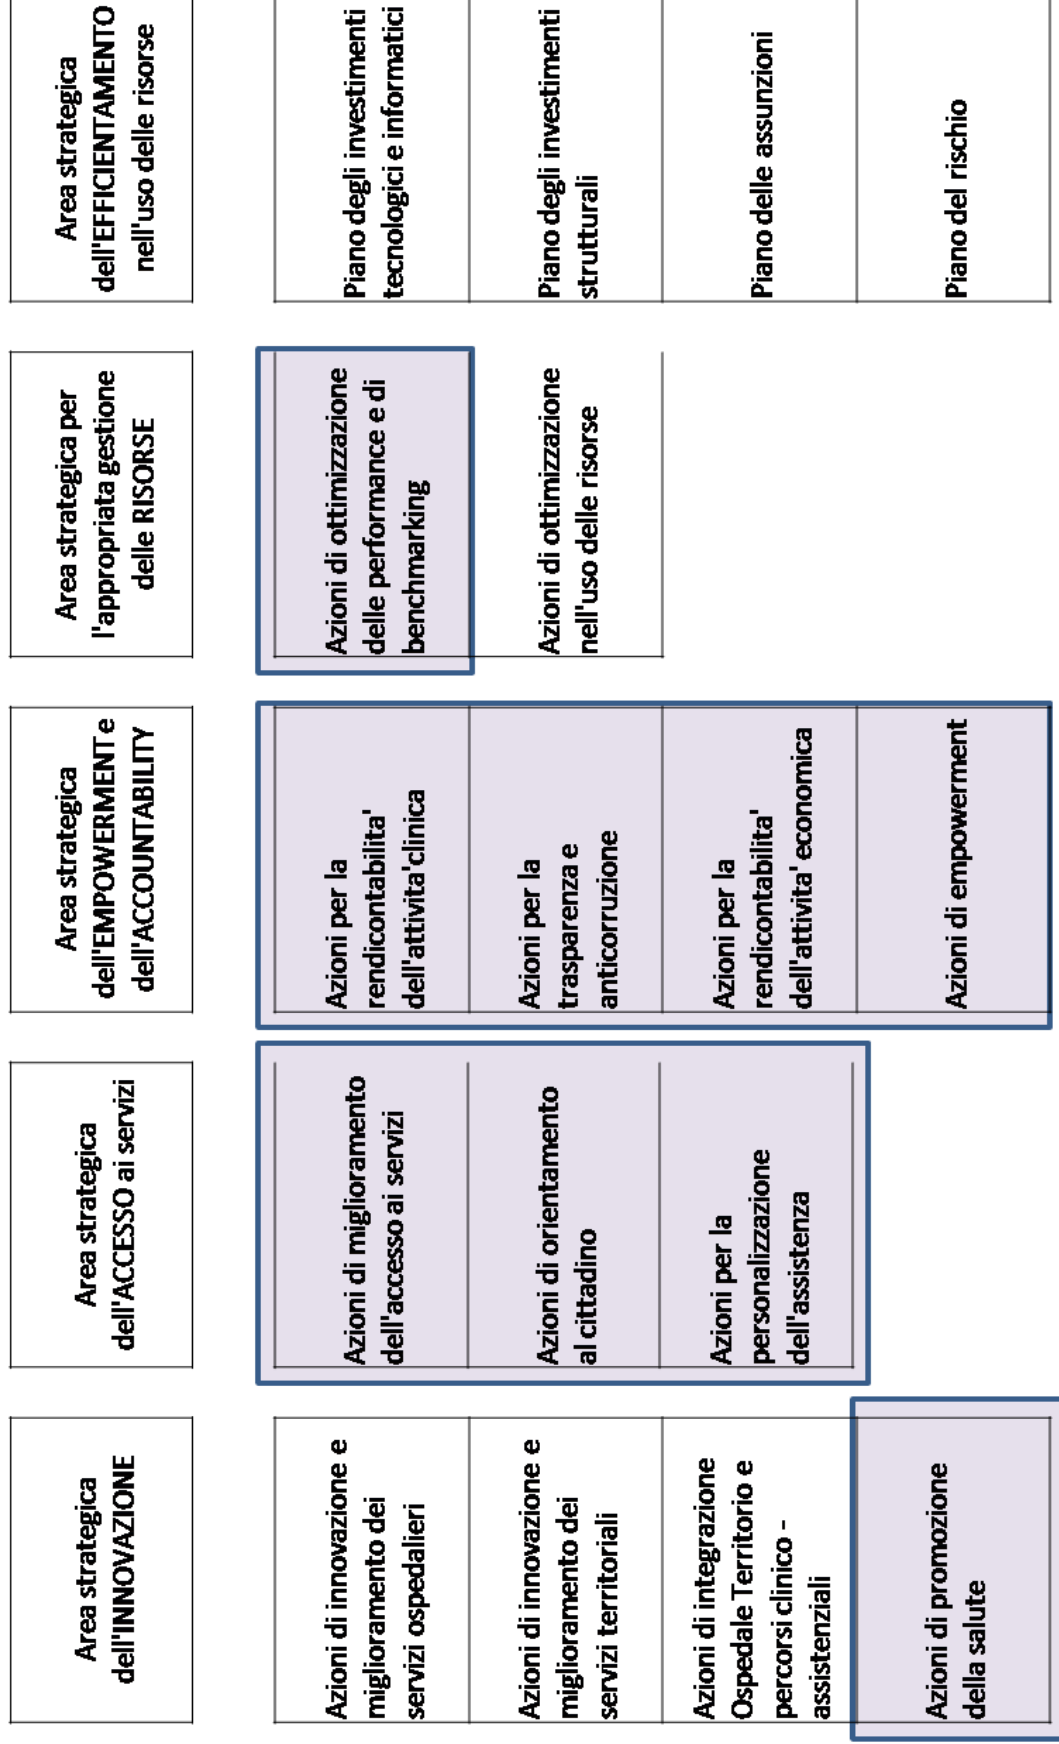 Area strategica
dell'INNOVAZIONE
Azioni di innovazione e
miglioramento dei
servizi ospedalieri
Azioni di innovazione e
miglioramento dei
servizi territoriali
Azioni di integrazione
Ospedale Territorio e
percorsi clinico -
assistenziali
Azioni di promozione
della salute
Area strategica
dell'ACCESSO ai servizi
Azioni di miglioramento
dell'accesso ai servizi
Azioni di orientamento
al cittadino
Azioni per la
personalizzazione
dell'assistenza
Area strategica
dell'EMPOWERMENT e
dell'ACCOUNTABILITY
Azioni per la
rendicontabilita'
dell'attivita' clinica
Azioni per la
trasparenza e
anticorruzione
Azioni per la
rendicontabilita'
dell'attivita' economica
Azioni di empowerment
Area strategica per
l'appropriata gestione
delle RISORSE
Azioni di ottimizzazione
delle performance e di
benchmarking
Azioni di ottimizzazione
nell'uso delle risorse
Area strategica
dell'EFFICIENTAMENTO
nell'uso delle risorse
Piano degli investimenti
tecnologici e informatici
Piano degli investimenti
strutturali
Piano delle assunzioni
Piano del rischio